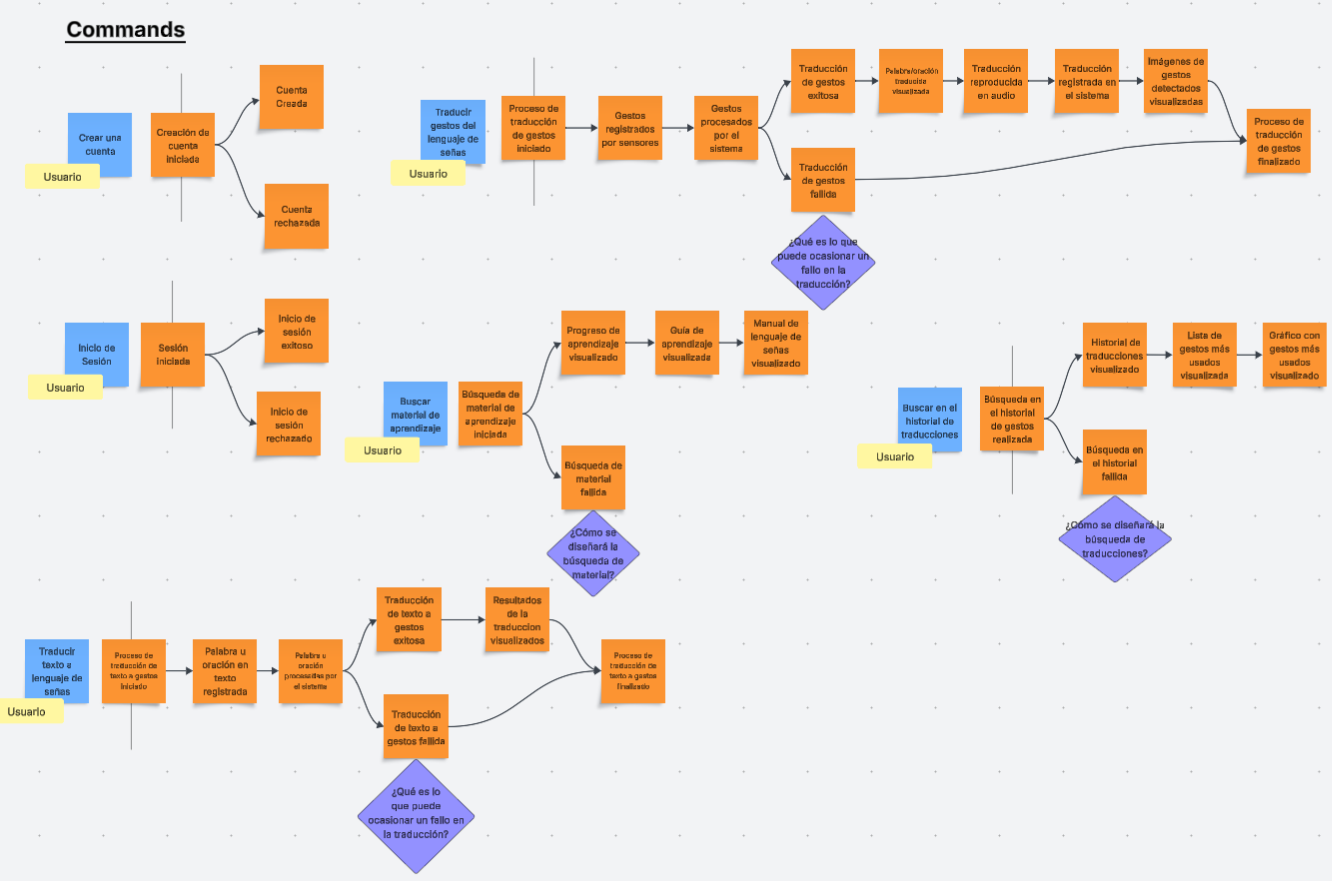 Commands
Crear una
cuenta
Usuario
Creación de
cuenta
iniciada
Cuenta
Creada
Cuenta
rechazada
Traducir
gestos del
lenguaje de
señas
Usuario
Proceso de
traducción
de gestos
iniciado
Gestos
registrados
por sensores
Gestos
procesados
por el
sistema
Traducción
de gestos
exitosa
Palabra/oración
traducida
visualizada
Traducción
reproducida
en audio
Traducción
registrada en
el sistema
Imágenes de
gestos
detectados
visualizadas
Proceso de
traducción
de gestos
finalizado
Traducción
de gestos
fallida
¿Qué es lo que
puede ocasionar un
fallo en la
traducción?
Inicio de
Sesión
Usuario
Sesión
iniciada
Inicio de
sesión
exitoso
Inicio de
sesión
rechazado
Buscar
material de
aprendizaje
Usuario
Búsqueda de
material de
aprendizaje
iniciada
Progreso de
aprendizaje
visualizado
Guía de
aprendizaje
visualizada
Manual de
lenguaje de
señas
visualizado
Búsqueda de
material
fallida
¿Cómo se
diseñará la
búsqueda de
material?
Buscar en el
historial de
traducciones
Usuario
Búsqueda en
el historial
de gestos
realizada
Historial de
traducciones
visualizado
Lista de
gestos más
usados
visualizada
Gráfico con
gestos más
usados
visualizado
Búsqueda en
el historial
fallida
¿Cómo se diseñará la
búsqueda de
traducciones?
Traducir
texto a
lenguaje de
señas
Usuario
Proceso de
traducción de
texto a gestos
iniciado
Palabra u
oración en
texto
registrada
Palabra u
oración
procesadas por
el sistema
Traducción
de texto a
gestos
exitosa
Resultados
de la
traduccion
visualizados
Proceso de
traducción de
texto a gestos
finalizado
Traducción
de texto a
gestos fallida
¿Qué es lo
que puede
ocasionar un fallo en
la traducción?